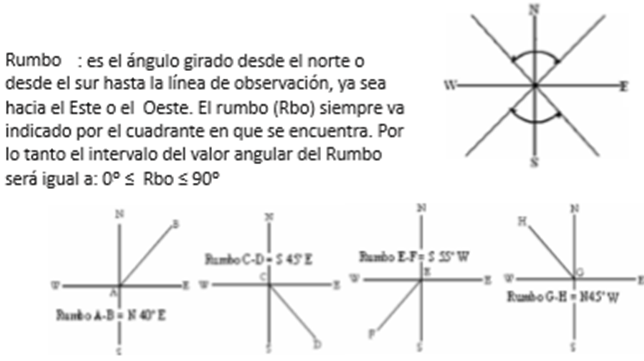 Rumbo : es el ángulo girado desde el norte o
desde el sur hasta la línea de observación, ya sea
hacia el Este o el Oeste. El rumbo (Rbo) siempre va
indicado por el cuadrante en que se encuentra. Por
lo tanto el intervalo del valor angular del Rumbo
será igual a: 0º ≤ Rbo ≤ 90º
N
W E
S
N
B
W A E
Rumbo A-B = N 40° E
S
N
Rumbo C-D = S 45° E
W C E
S D
N
Rumbo E-F = S 55° W
W E E
F
S
N
H
W G E
Rumbo G-H = N45° W
S